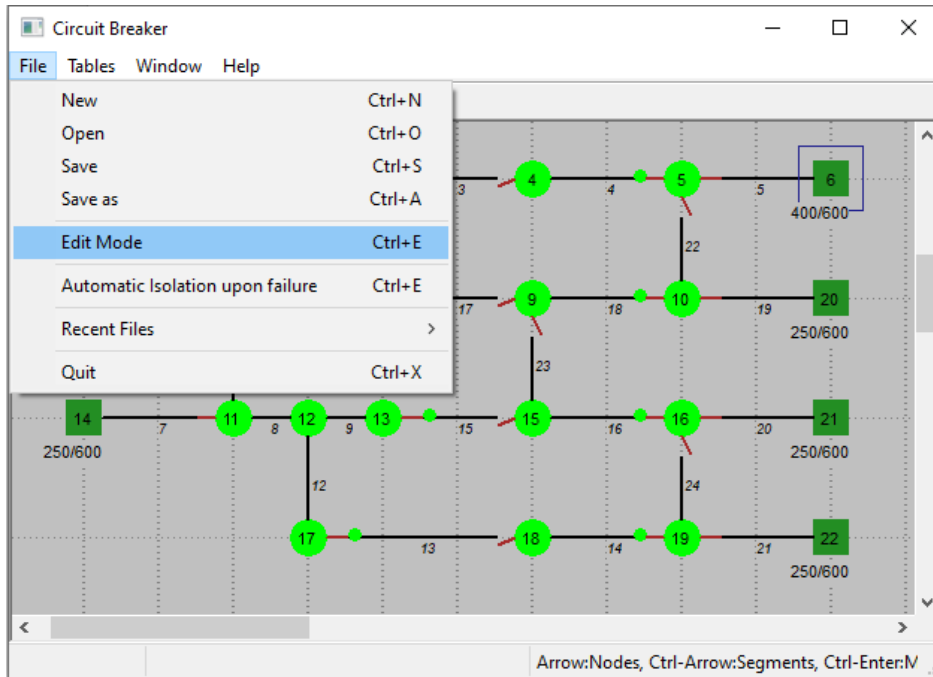 Circuit Breaker
File Tables Window Help
New Ctrl+N
Open Ctrl+O
Save Ctrl+S
Save as Ctrl+A
Edit Mode Ctrl+E
Automatic Isolation upon failure Ctrl+E
Recent Files >
Quit Ctrl+X
3 4 4 5 5 6
400/600
22
17 9 18 10 19 20
250/600
23
14 7 11 8 12 9 13 15 15 16 16 20 21
250/600 250/600
12 24
17 13 18 14 19 21 22
250/600
Arrow:Nodes, Ctrl-Arrow:Segments, Ctrl-Enter:M